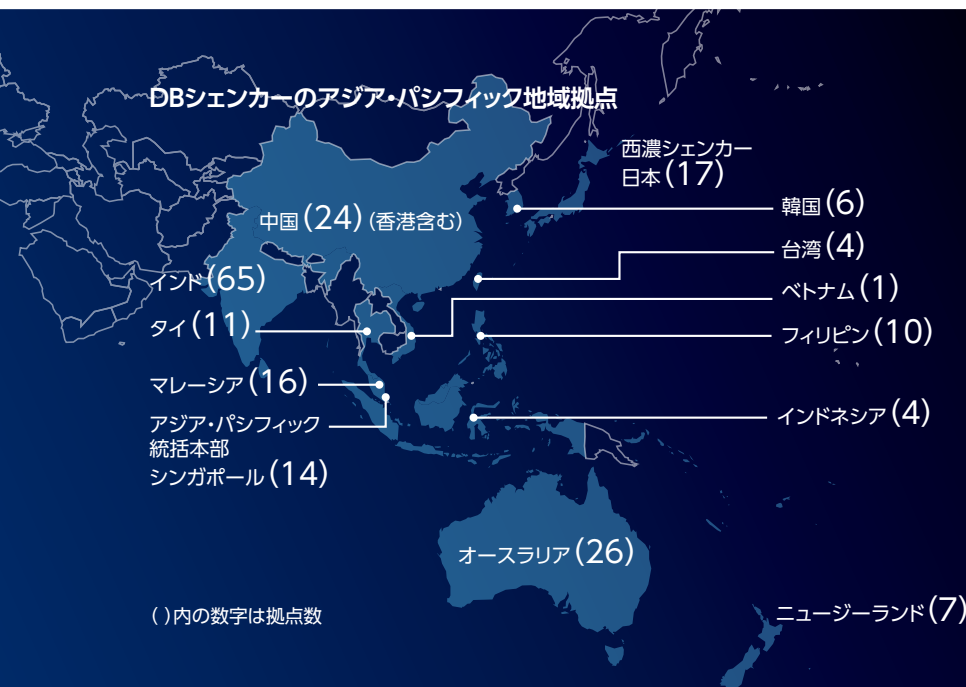 DBシェンカーのアジア・パシフィック地域拠点
西濃シェンカー
日本(17)
韓国(6)
中国(24)(香港含む)
台湾(4)
インド(65)
ベトナム(1)
タイ(11)
フィリピン(10)
マレーシア(16)
アジア・パシフィック
統括本部
シンガポール(14)
インドネシア(4)
オースラリア(26)
( )内の数字は拠点数
ニュージーランド(7)